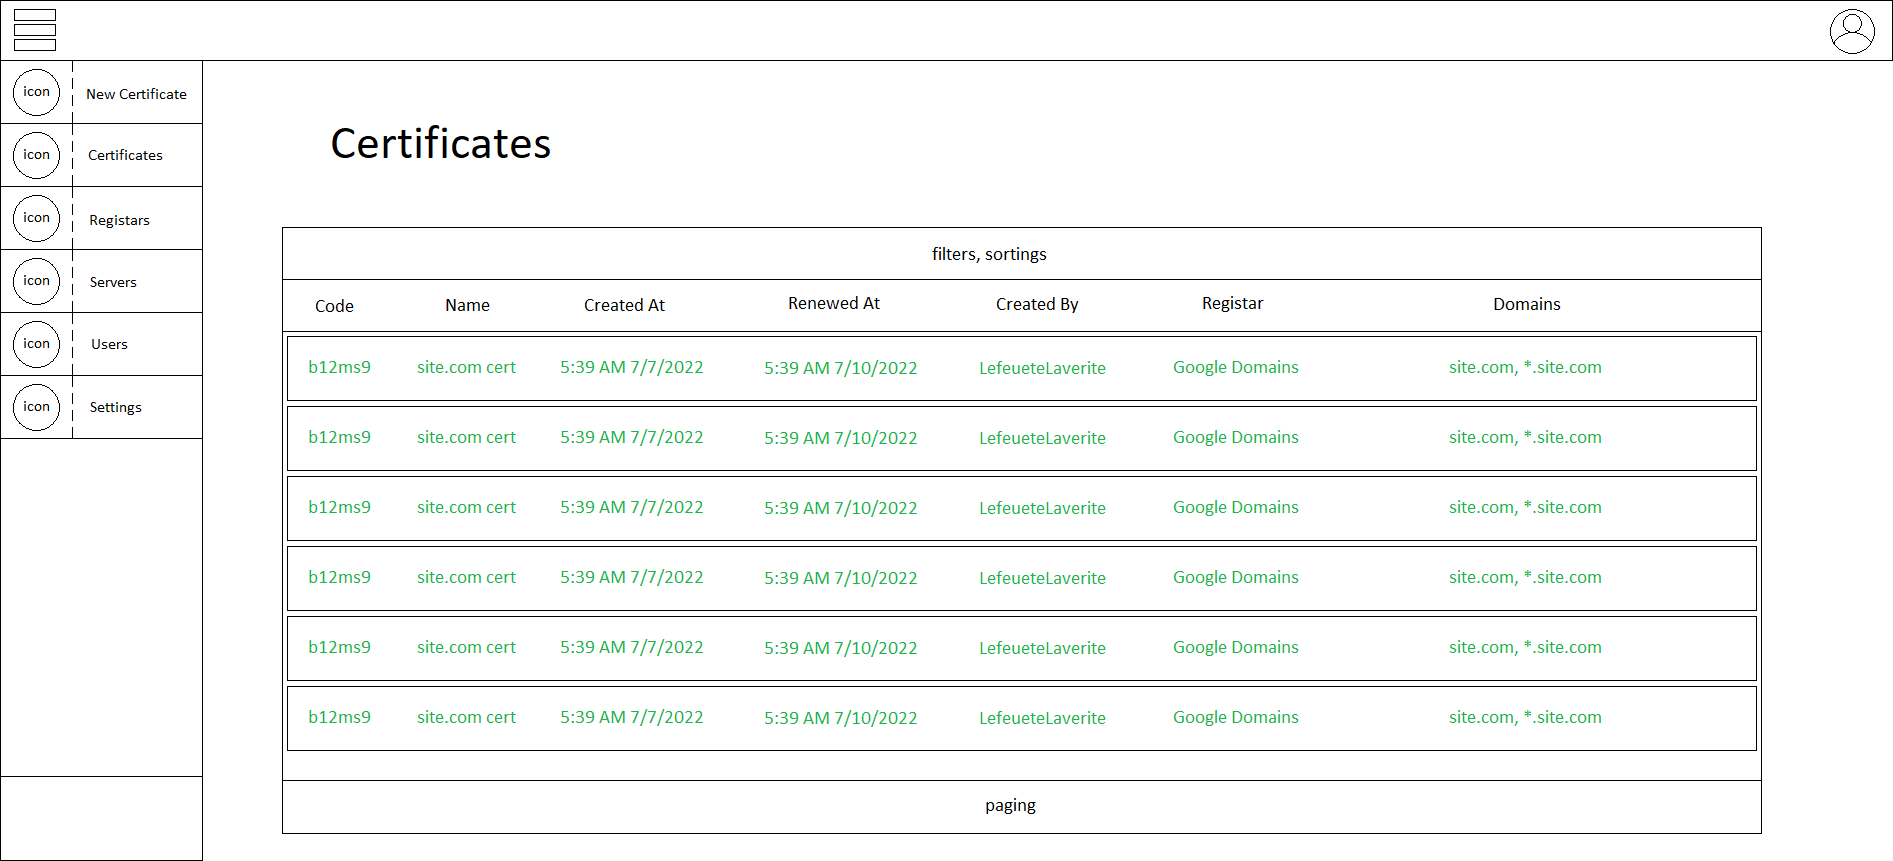 icon New Certificate
icon Certificates
icon Registars
icon Servers
icon Users
icon Settings
Certificates
filters, sortings
Code Name Created At Renewed At Created By Registar Domains
b12ms9 site.com cert 5:39 AM 7/7/2022 5:39 AM 7/10/2022 LefeueteLaverite Google Domains site.com, *.site.com
b12ms9 site.com cert 5:39 AM 7/7/2022 5:39 AM 7/10/2022 LefeueteLaverite Google Domains site.com, *.site.com
b12ms9 site.com cert 5:39 AM 7/7/2022 5:39 AM 7/10/2022 LefeueteLaverite Google Domains site.com, *.site.com
b12ms9 site.com cert 5:39 AM 7/7/2022 5:39 AM 7/10/2022 LefeueteLaverite Google Domains site.com, *.site.com
b12ms9 site.com cert 5:39 AM 7/7/2022 5:39 AM 7/10/2022 LefeueteLaverite Google Domains site.com, *.site.com
b12ms9 site.com cert 5:39 AM 7/7/2022 5:39 AM 7/10/2022 LefeueteLaverite Google Domains site.com, *.site.com
paging